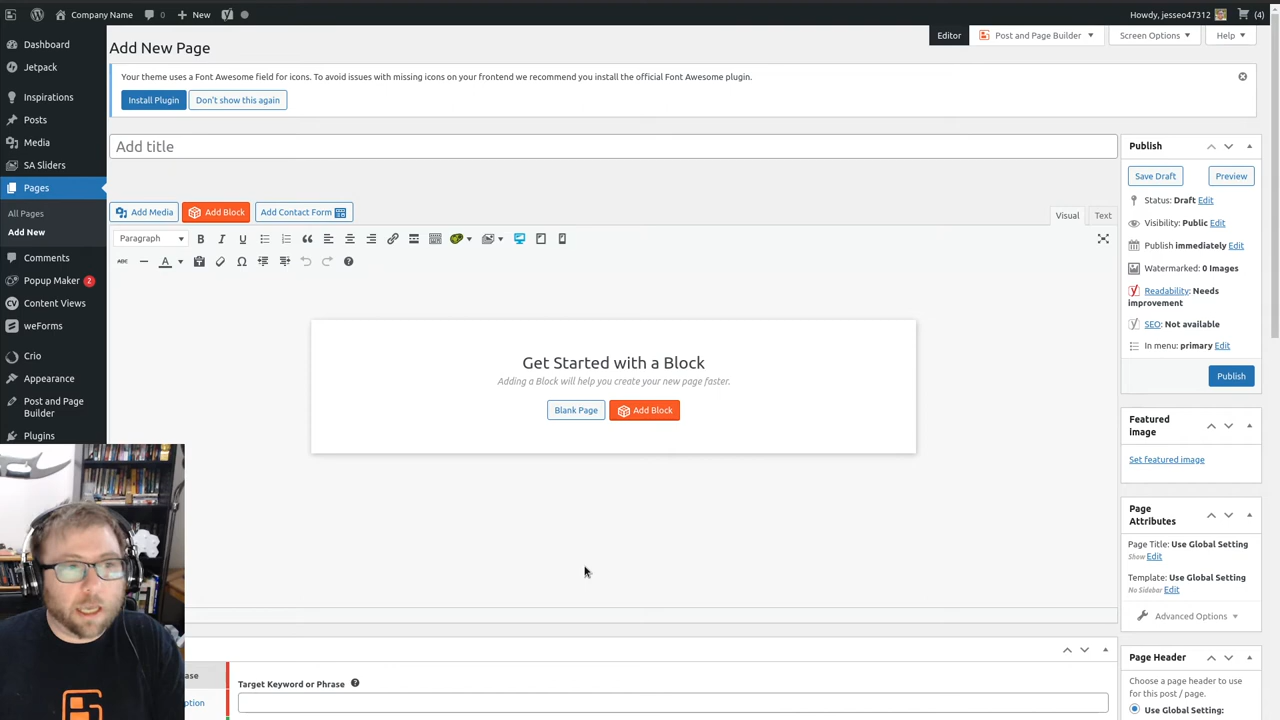 Company Name 0 New Howdy, jesseo47312 (4)
Dashboard
Jetpack
Inspirations
Posts
Media
SA Sliders
Pages
All Pages
Add New
Comments
Popup Maker 2
Content Views
weForms
Crio
Appearance
Post and Page
Builder
Plugins
Add New Page
Editor Post and Page Builder Screen Options Help
Your theme uses a Font Awesome field for icons. To avoid issues with missing icons on your frontend we recommend you install the official Font Awesome plugin.
Install Plugin Don't show this again
Add title
Add Media Add Block Add Contact Form
Visual Text
Paragraph B I U
ABC A
Get Started with a Block
Adding a Block will help you create your new page faster.
Blank Page Add Block
ase
ption
Target Keyword or Phrase
Publish
Save Draft Preview
Status: Draft Edit
Visibility: Public Edit
Publish immediately Edit
Watermarked: 0 Images
Readability: Needs
improvement
SEO: Not available
In menu: primary Edit
Publish
Featured
image
Set featured image
Page
Attributes
Page Title: Use Global Setting
Show Edit
Template: Use Global Setting
No Sidebar Edit
Advanced Options
Page Header
Choose a page header to use
for this post / page.
Use Global Setting: